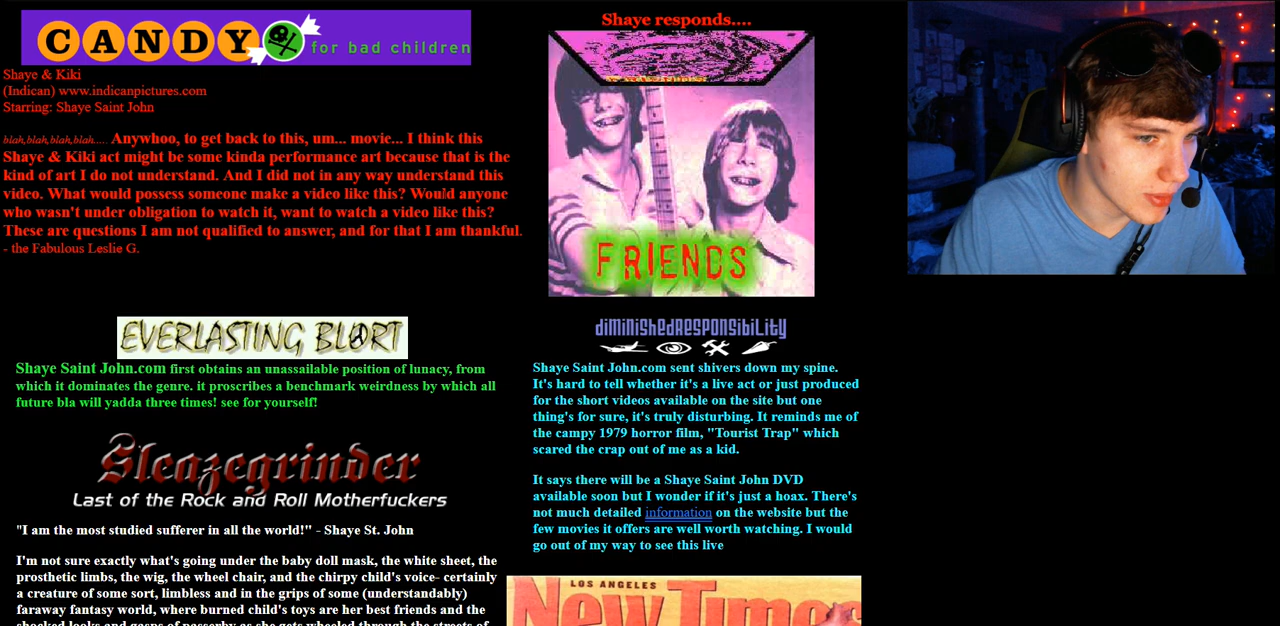 CANDY for bad children
Shaye & Kiki
(Indican) www.indicanpictures.com
Starring: Shaye Saint John
blah,blah,blah,blah..... Anywhoo, to get back to this, um... movie... I think this
Shaye & Kiki act might be some kinda performance art because that is the
kind of art I do not understand. And I did not in any way understand this
video. What would possess someone make a video like this? Would anyone
who wasn't under obligation to watch it, want to watch a video like this?
These are questions I am not qualified to answer, and for that I am thankful.
- the Fabulous Leslie G.
Shaye responds....
FRIENDS
EVERLASTING BLORT
Shaye Saint John.com first obtains an unassailable position of lunacy, from
which it dominates the genre. it proscribes a benchmark weirdness by which all
future bla will yadda three times! see for yourself!
Sleazegrinder
Last of the Rock and Roll Motherfuckers
"I am the most studied sufferer in all the world!" - Shaye St. John
I'm not sure exactly what's going under the baby doll mask, the white sheet, the
prosthetic limbs, the wig, the wheel chair, and the chirpy child's voice- certainly
a creature of some sort, limbless and in the grips of some (understandably)
faraway fantasy world, where burned child's toys are her best friends and the
shocked looks and gasps of passerby as she gets wheeled through the streets of
diminishedresponsibility
Shaye Saint John.com sent shivers down my spine.
It's hard to tell whether it's a live act or just produced
for the short videos available on the site but one
thing's for sure, it's truly disturbing. It reminds me of
the campy 1979 horror film, "Tourist Trap" which
scared the crap out of me as a kid.
It says there will be a Shaye Saint John DVD
available soon but I wonder if it's just a hoax. There's
not much detailed information on the website but the
few movies it offers are well worth watching. I would
go out of my way to see this live
LOS ANGELES
New Times